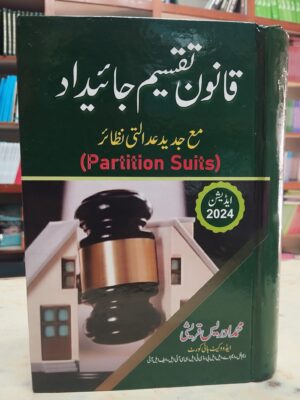 قانون تقسیم جائیداد
مع جدید عدالتی نظائر
(Partition Suits)
ایڈیشن
2024
محمد ادریس قریشی
ایڈووکیٹ ہائی کورٹ